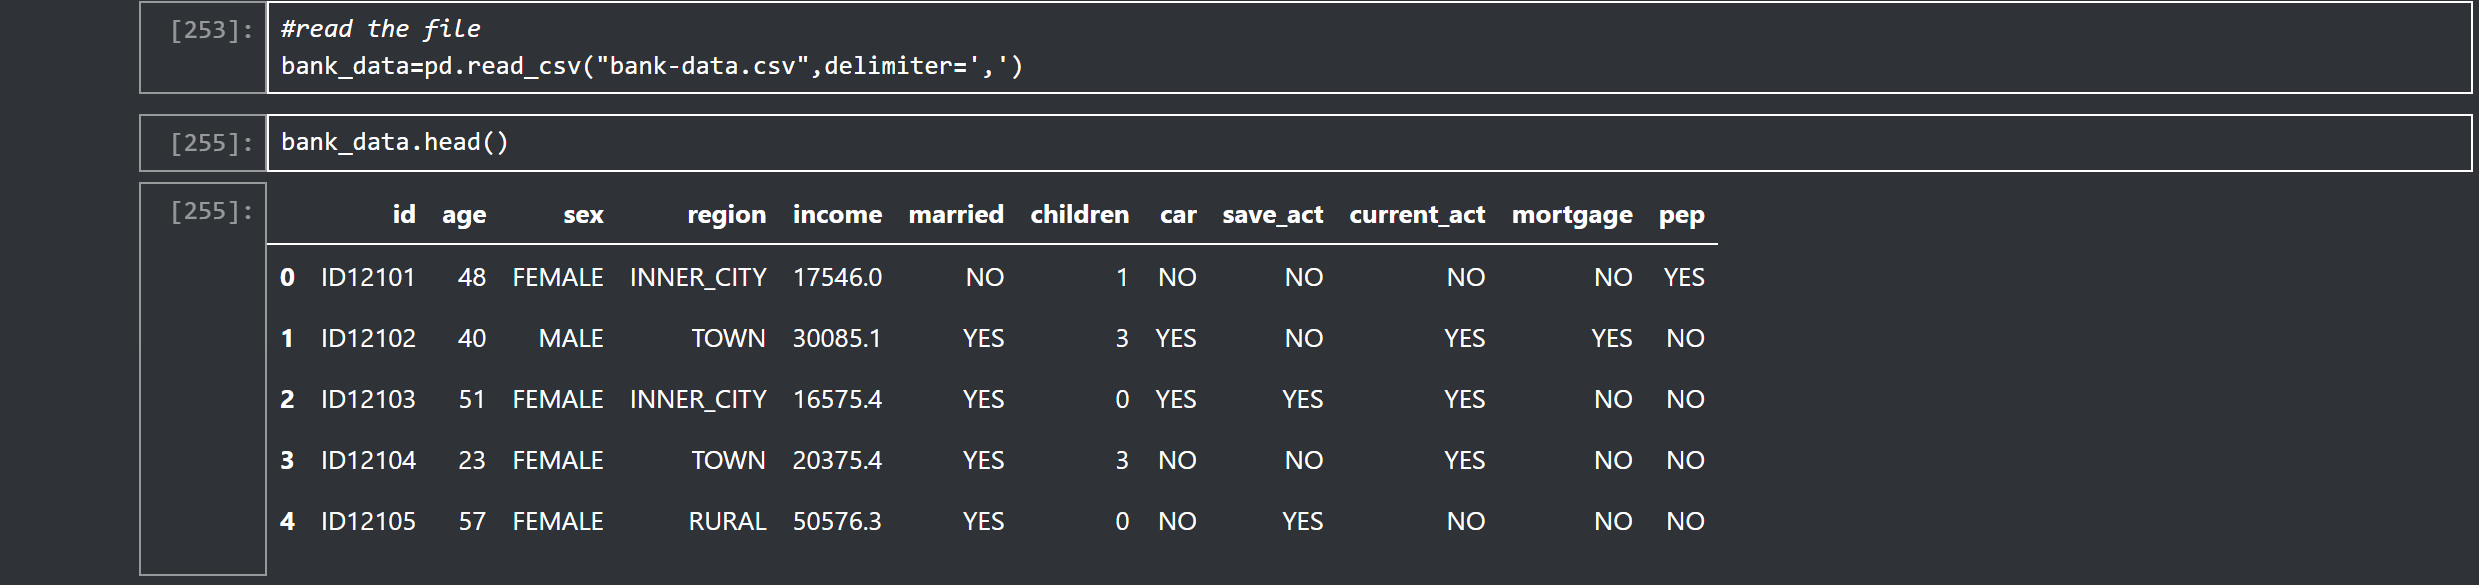 [253]: #read the file
bank_data=pd.read_csv("bank-data.csv",delimiter=',')
[255]: bank_data.head()
[255]: id age sex region income married children car save_act current_act mortgage pep
0 ID12101 48 FEMALE INNER_CITY 17546.0 NO 1 NO NO NO NO YES
1 ID12102 40 MALE TOWN 30085.1 YES 3 YES NO YES YES NO
2 ID12103 51 FEMALE INNER_CITY 16575.4 YES 0 YES YES YES NO NO
3 ID12104 23 FEMALE TOWN 20375.4 YES 3 NO NO YES NO NO
4 ID12105 57 FEMALE RURAL 50576.3 YES 0 NO YES NO NO NO